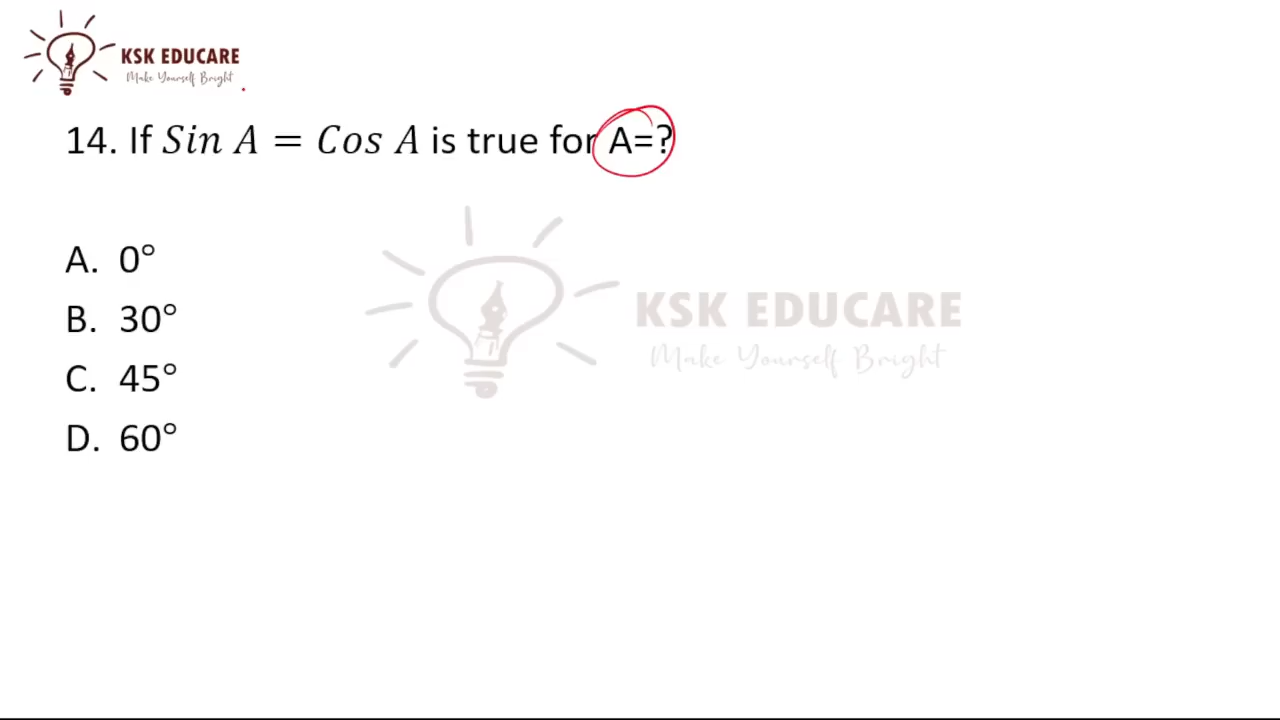 KSK EDUCARE
Make Yourself Bright
14. If Sin A = Cos A is true for A=?
A. 0°
B. 30°
C. 45°
D. 60°
KSK EDUCARE
Make Yourself Bright